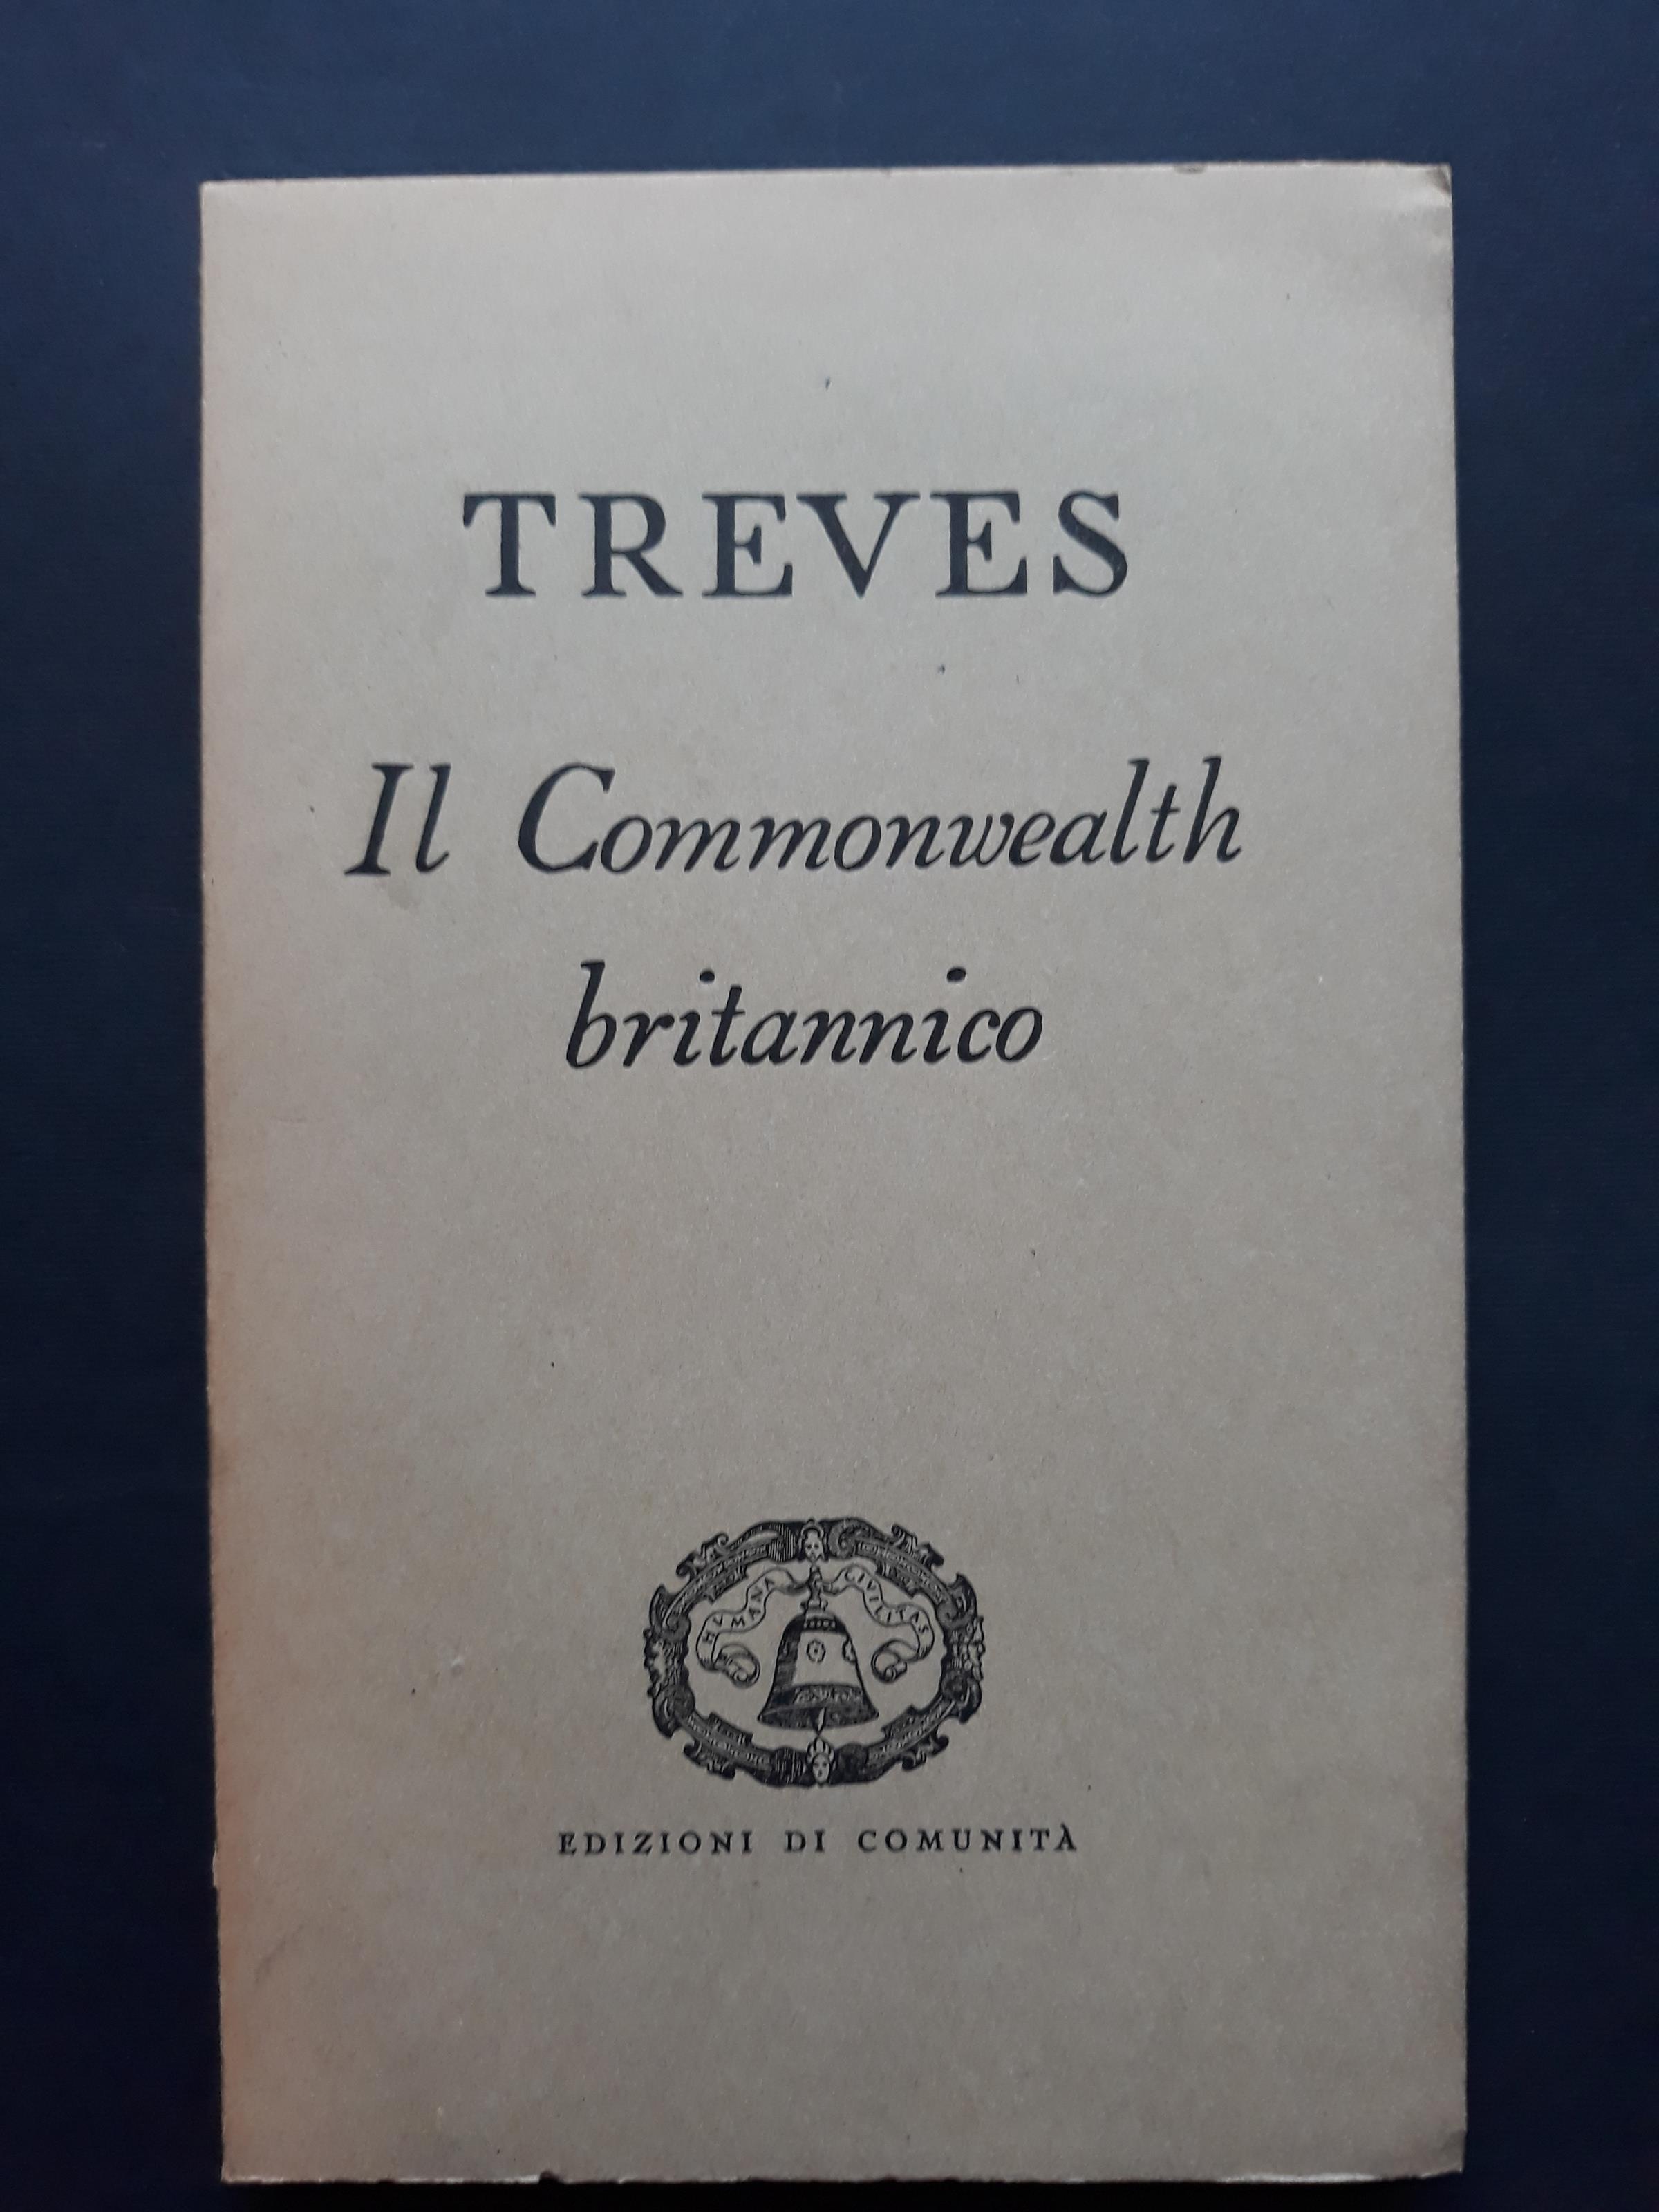 TREVES
Il Commonwealth
britannico
HVMANA CIVILITAS
EDIZIONI DI COMUNITÀ